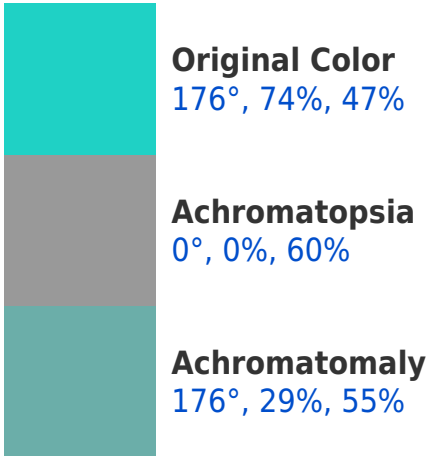 Original Color
176°, 74%, 47%
Achromatopsia
0°, 0%, 60%
Achromatomaly
176°, 29%, 55%